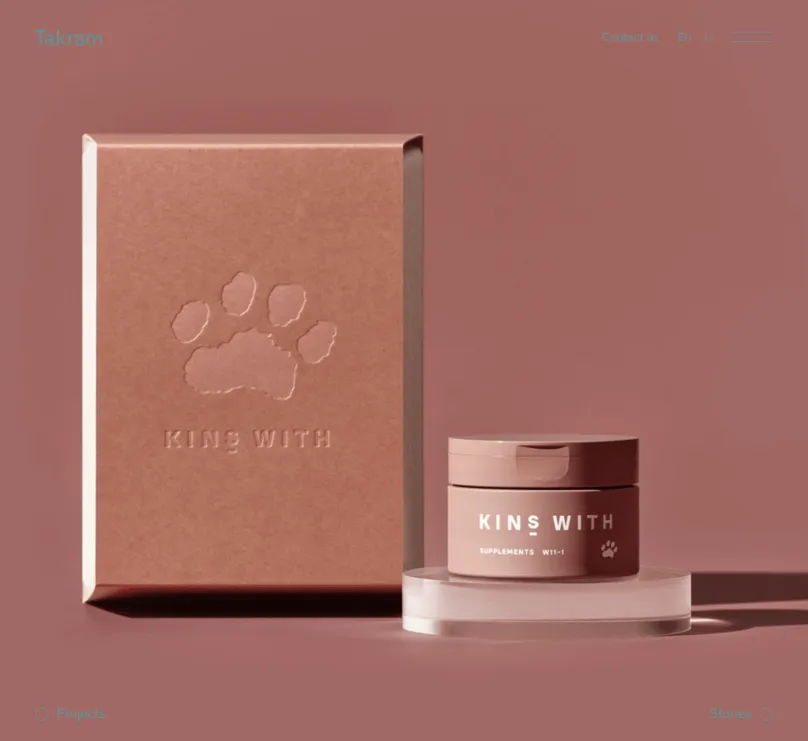 Takram
Contact us
KINS WITH
KINS WITH
SUPPLEMENTS W11-1
Projects
Stories